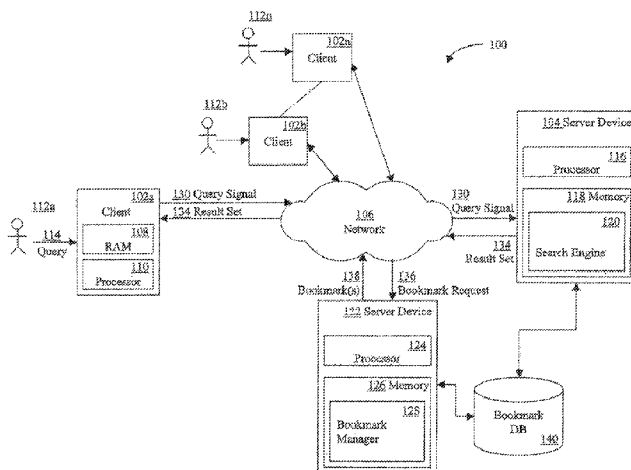 112n
102n
Client
100
112b
102b
Client
104 Server Device
116
Processor
118 Memory
120
Search Engine
112a
114
Query
102a
Client
108
RAM
110
Processor
130 Query Signal
134 Result Set
106
Network
130
Query Signal
134
Result Set
138
Bookmark(s)
136
Bookmark Request
122 Server Device
124
Processor
126 Memory
128
Bookmark
Manager
Bookmark
DB
140